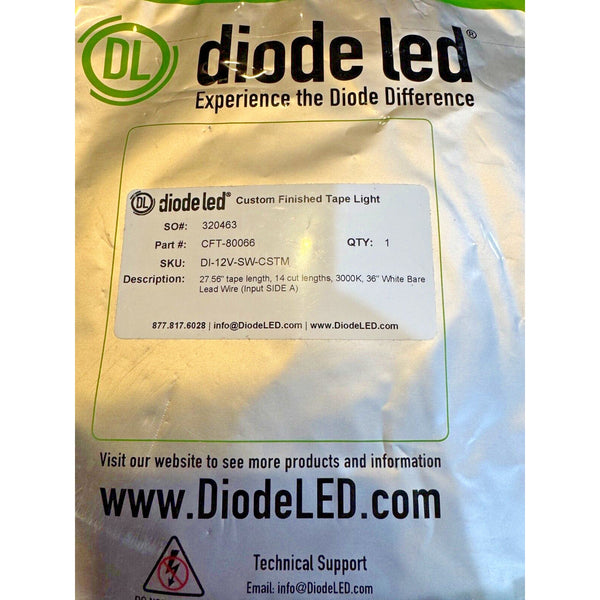 DL diode led®
Experience the Diode Difference
DL diode led® Custom Finished Tape Light
SO#: 320463
Part #: CFT-80066 QTY: 1
SKU: DI-12V-SW-CSTM
Description: 27.56" tape length, 14 cut lengths, 3000K, 36" White Bare
Lead Wire (Input SIDE A)
877.817.6028 | info@DiodeLED.com | www.DiodeLED.com
Visit our website to see more products and information
www.DiodeLED.com
Technical Support
Email: info@DiodeLED.com